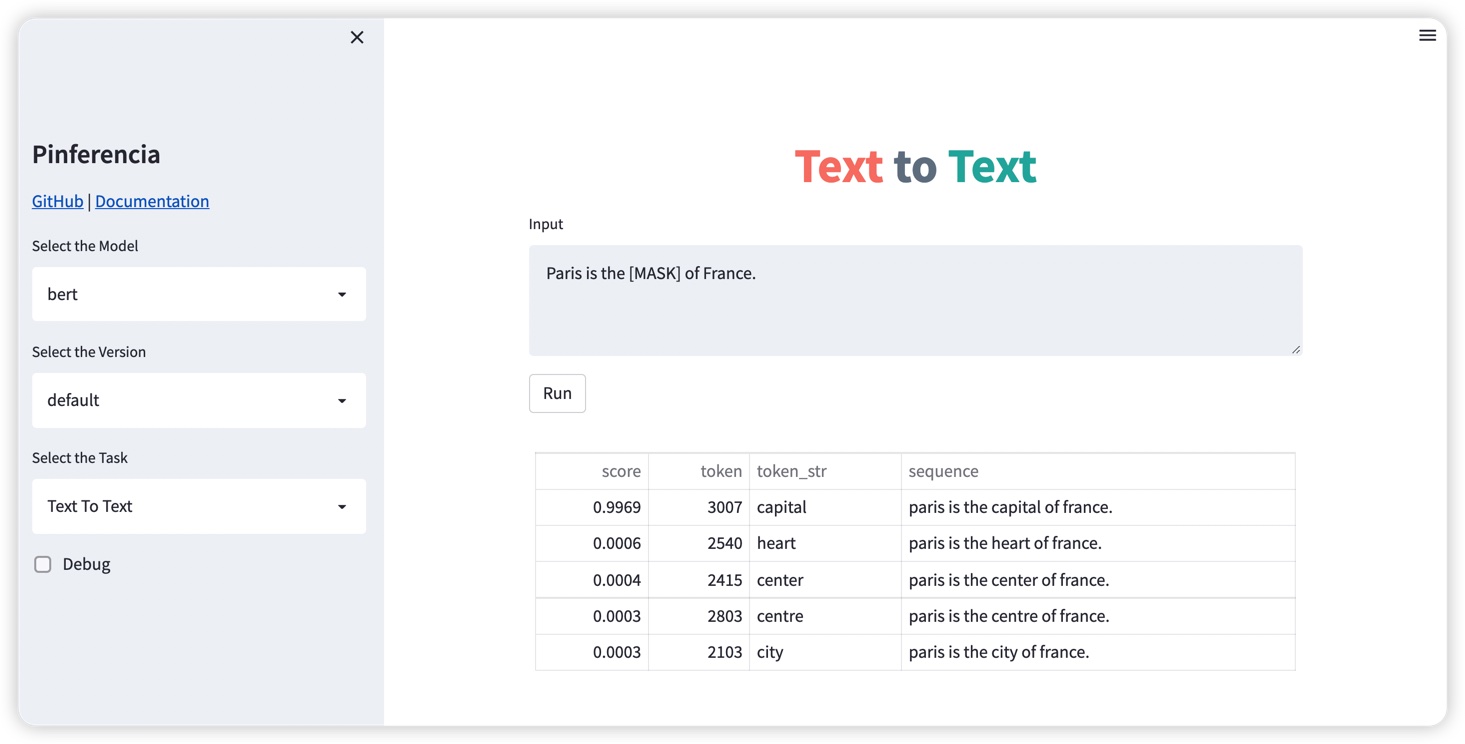 Pinferencia
GitHub | Documentation
Select the Model
bert
Select the Version
default
Select the Task
Text To Text
Debug
Text to Text
Input
Paris is the [MASK] of France.
Run
score token token_str sequence
0.9969 3007 capital paris is the capital of france.
0.0006 2540 heart paris is the heart of france.
0.0004 2415 center paris is the center of france.
0.0003 2803 centre paris is the centre of france.
0.0003 2103 city paris is the city of france.